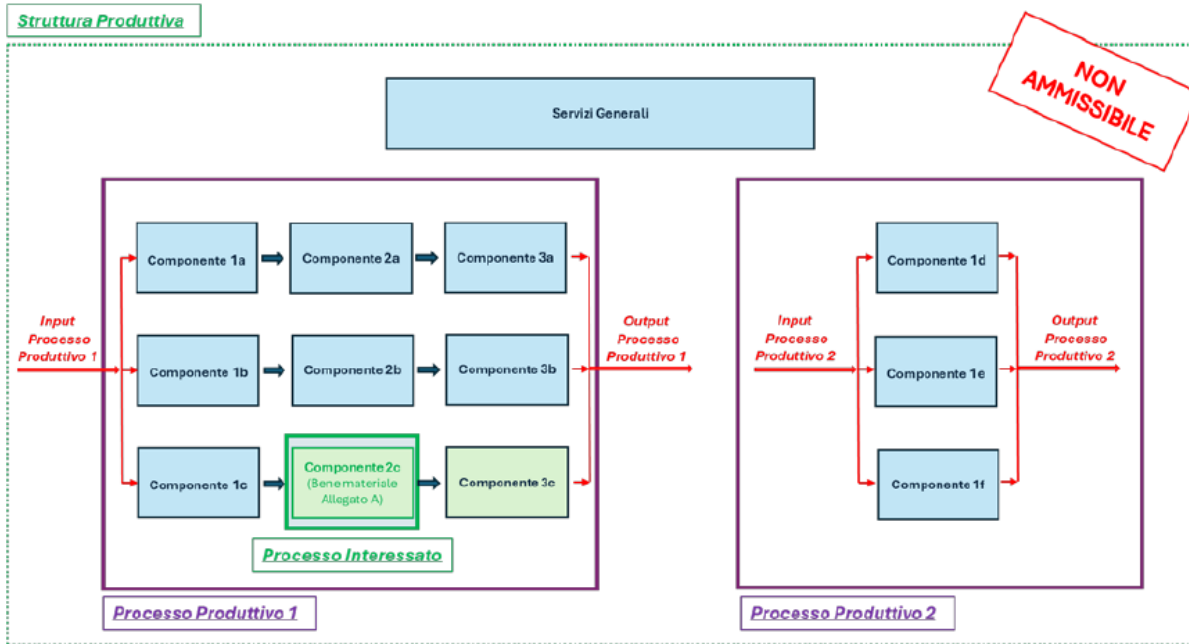 Struttura Produttiva
NON
AMMISSIBILE
Servizi Generali
Componente 1a
Componente 2a
Componente 3a
Input
Processo
Produttivo 1
Componente 1b
Componente 2b
Componente 3b
Output
Processo
Produttivo 1
Componente 1c
Componente 2c
(Bene materiale
Allegato A)
Componente 3c
Processo Interessato
Processo Produttivo 1
Componente 1d
Input
Processo
Produttivo 2
Componente 1e
Output
Processo
Produttivo 2
Componente 1f
Processo Produttivo 2